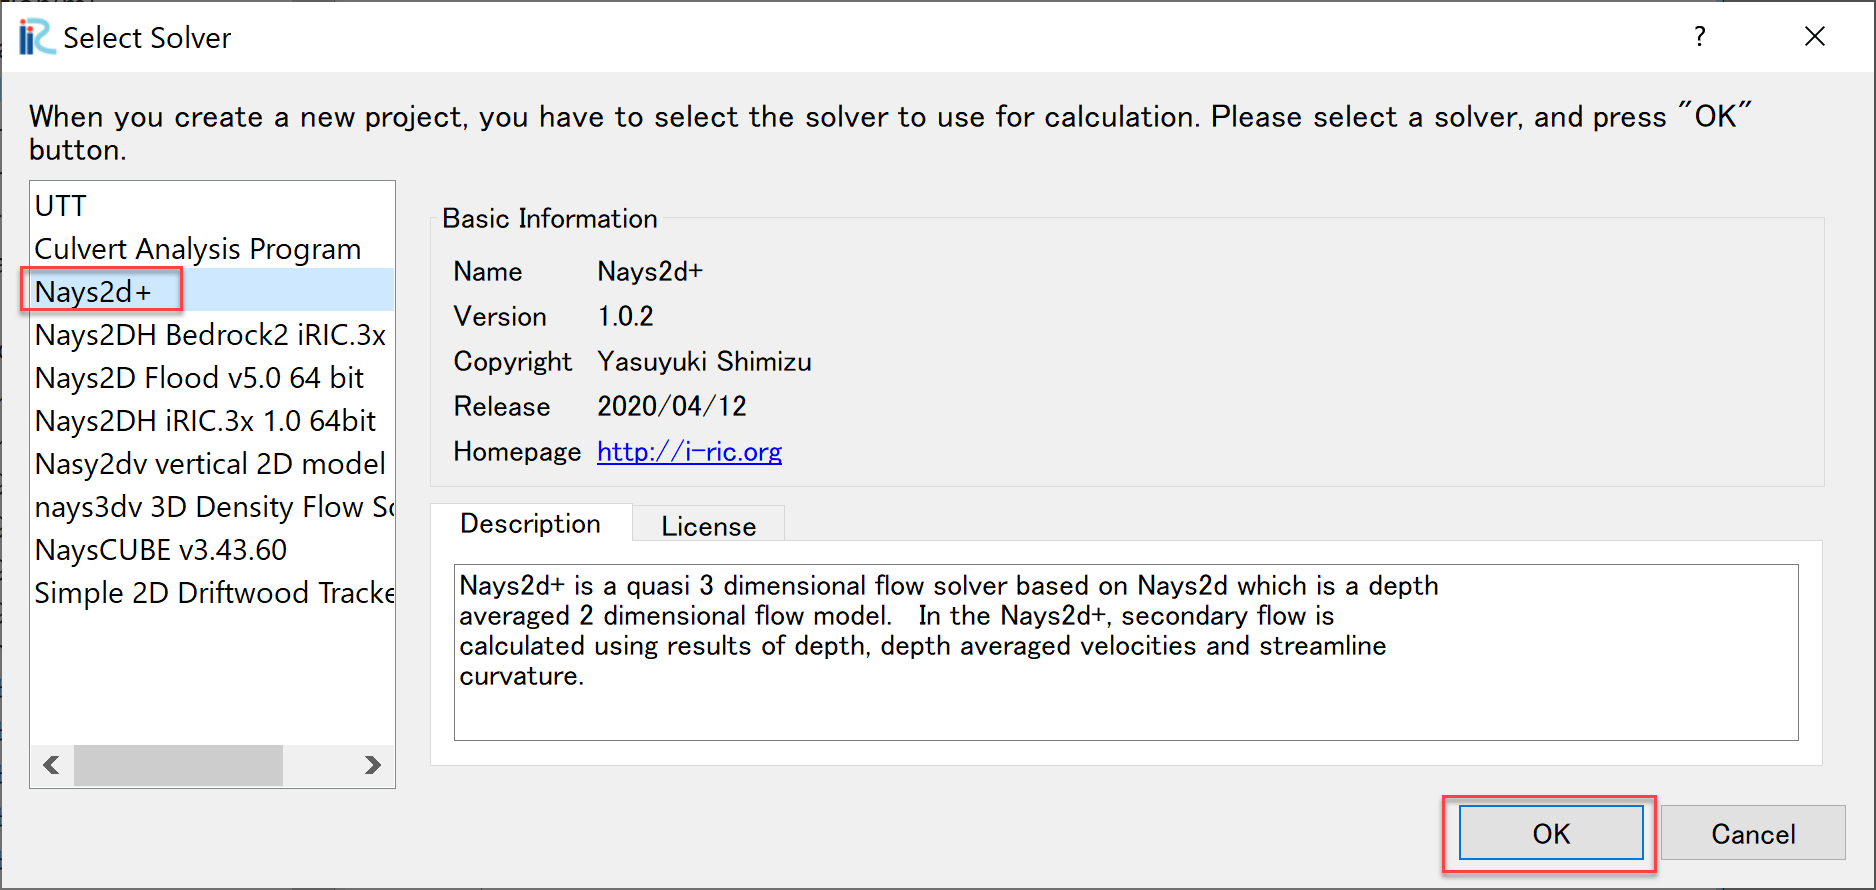 Select Solver
When you create a new project, you have to select the solver to use for calculation. Please select a solver, and press "OK"
button.
UTT
Culvert Analysis Program
Nays2d+
Nays2DH Bedrock2 iRIC.3x
Nays2D Flood v5.0 64 bit
Nays2DH iRIC.3x 1.0 64bit
Nasy2dv vertical 2D model
nays3dv 3D Density Flow
NaysCUBE v3.43.60
Simple 2D Driftwood Tracke
Basic Information
Name Nays2d+
Version 1.0.2
Copyright Yasuyuki Shimizu
Release 2020/04/12
Homepage http://i-ric.org
Description License
Nays2d+ is a quasi 3 dimensional flow solver based on Nays2d which is a depth
averaged 2 dimensional flow model. In the Nays2d+, secondary flow is
calculated using results of depth, depth averaged velocities and streamline
curvature.
OK Cancel